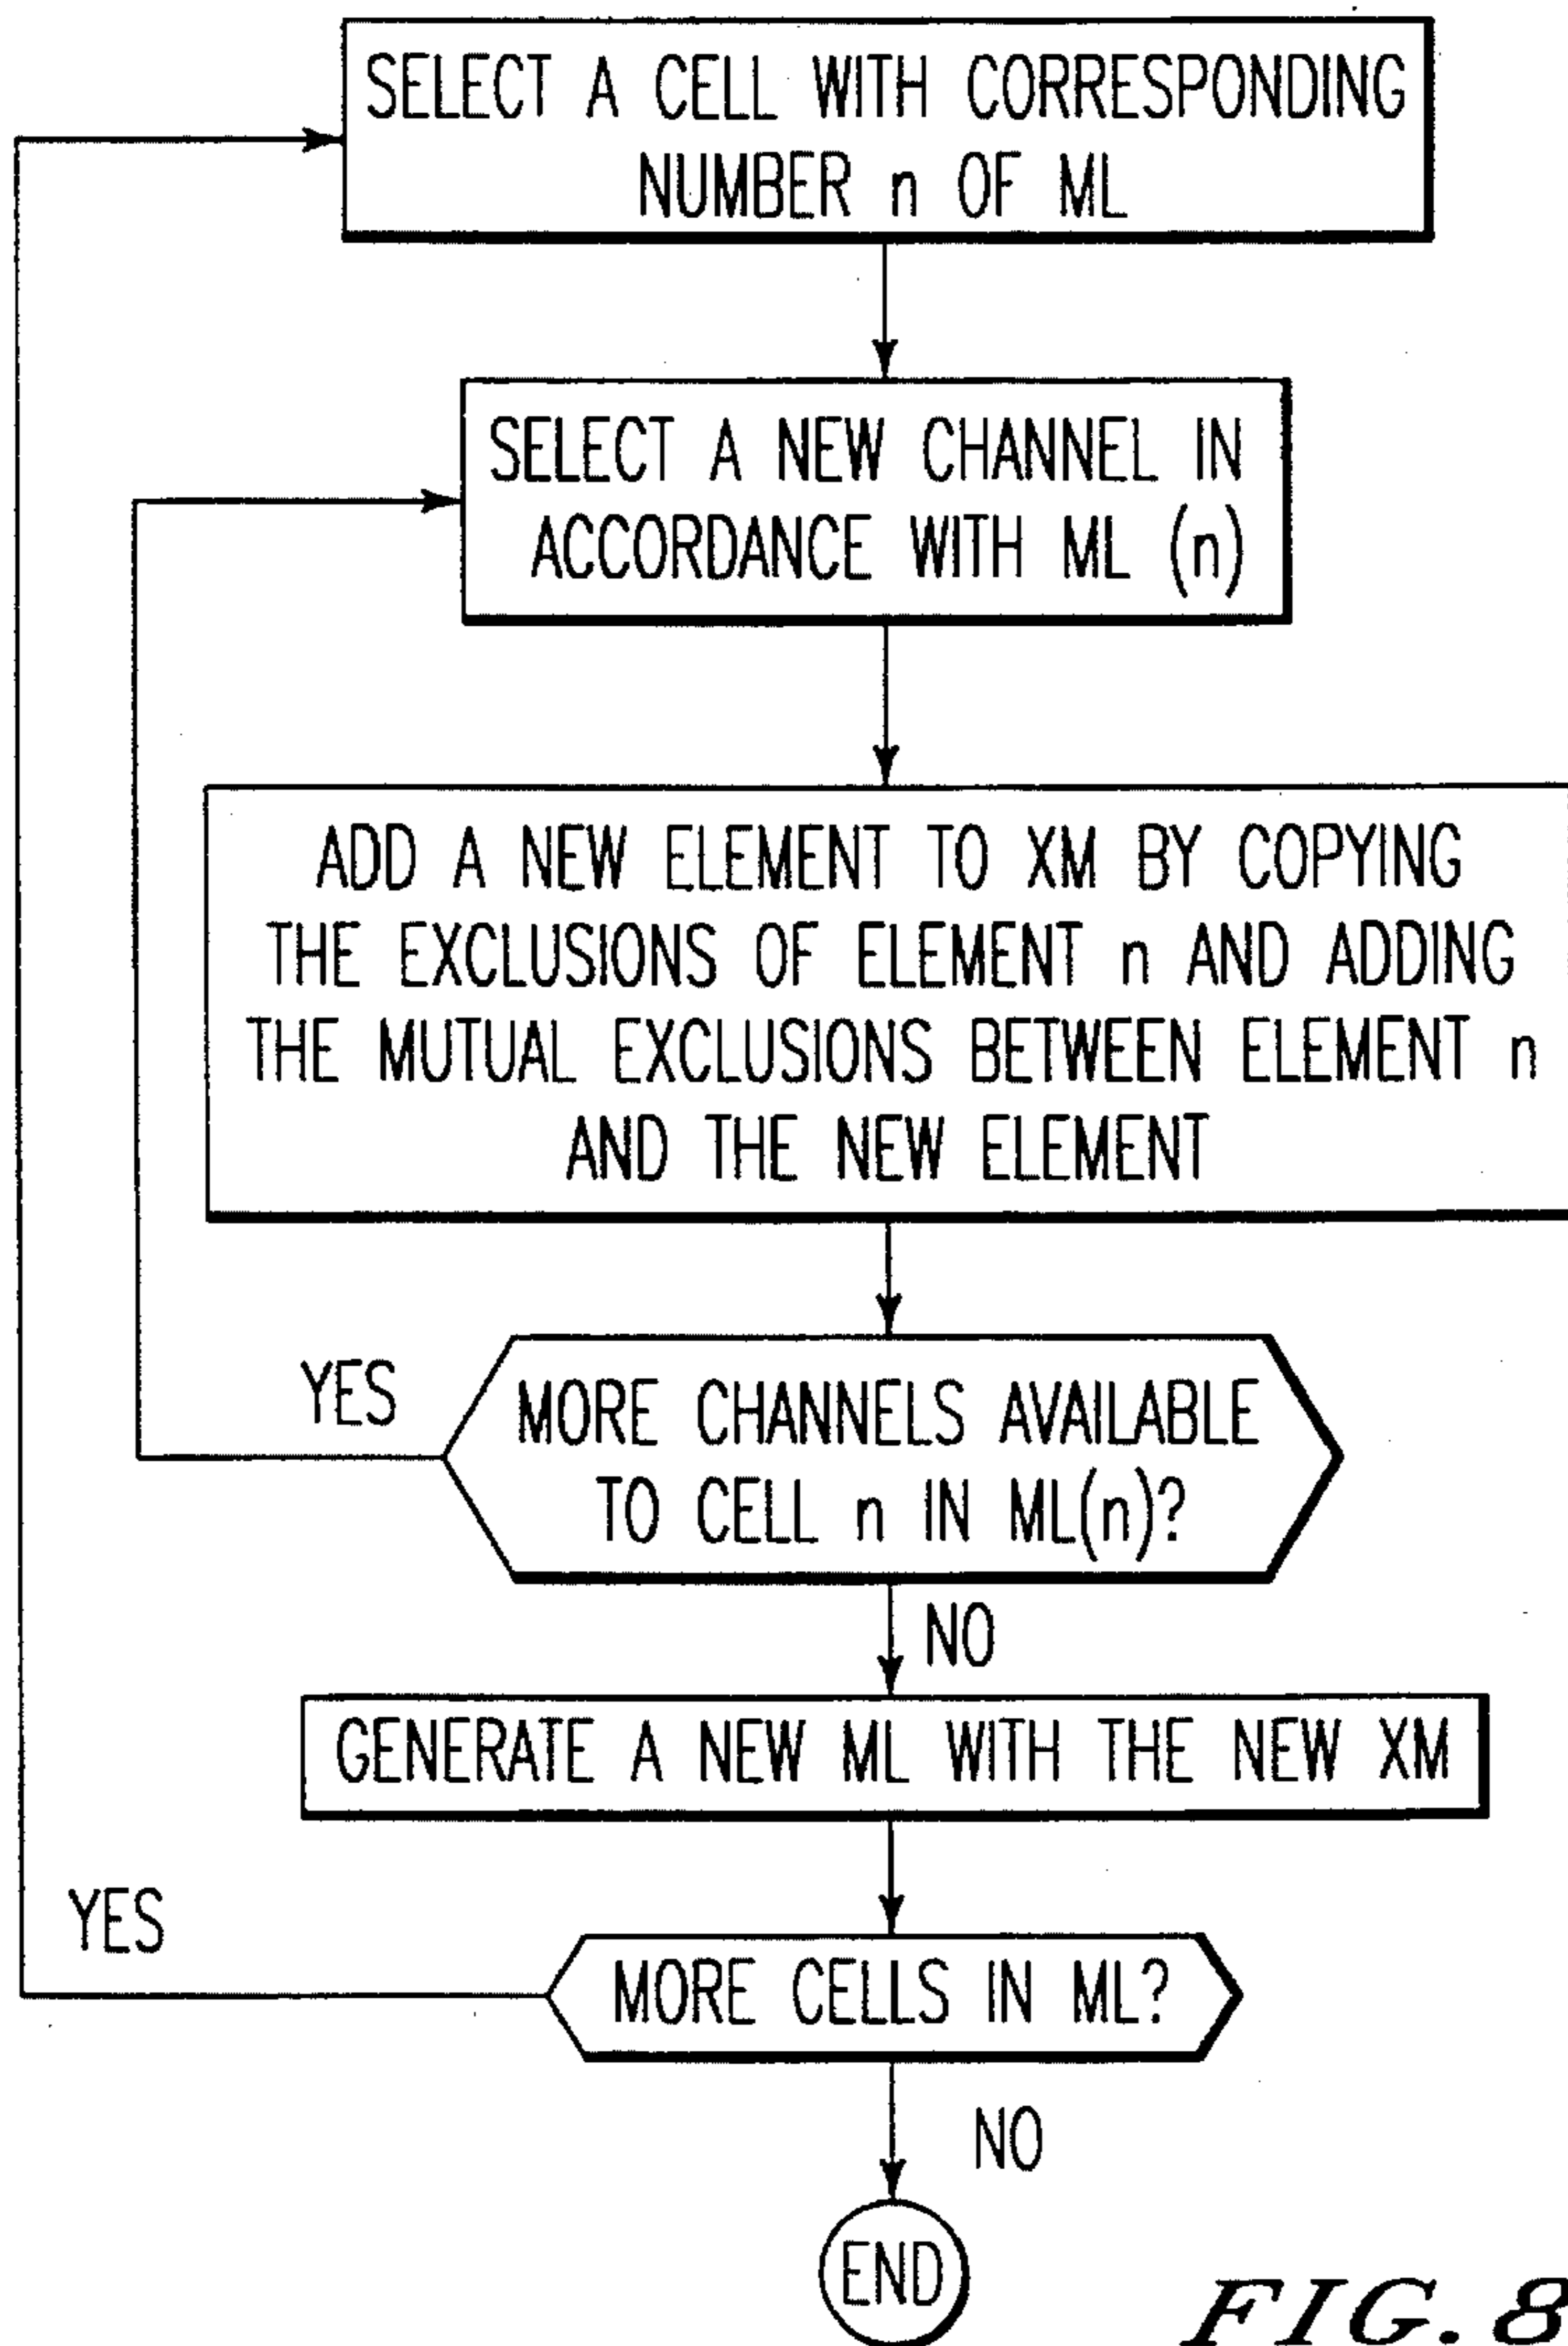 SELECT A CELL WITH CORRESPONDING
NUMBER n OF ML
SELECT A NEW CHANNEL IN
ACCORDANCE WITH ML (n)
ADD A NEW ELEMENT TO XM BY COPYING
THE EXCLUSIONS OF ELEMENT n AND ADDING
THE MUTUAL EXCLUSIONS BETWEEN ELEMENT n
AND THE NEW ELEMENT
YES
MORE CHANNELS AVAILABLE
TO CELL n IN ML(n)?
NO
GENERATE A NEW ML WITH THE NEW XM
YES
MORE CELLS IN ML?
NO
END
FIG. 8